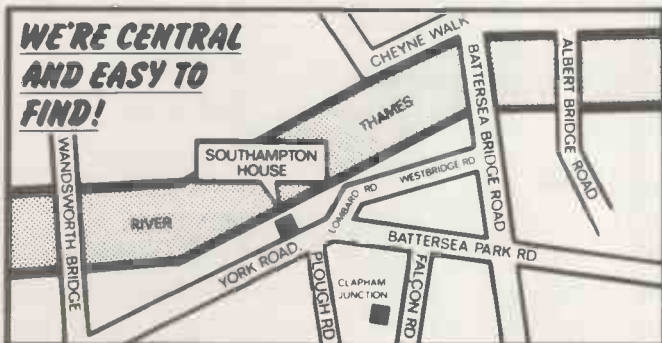 WE'RE CENTRAL
AND EASY TO
FIND!
CHEYNE WALK
BATTERSEA BRIDGE ROAD
ALBERT BRIDGE ROAD
WANDSWORTH BRIDGE
THAMES
SOUTHAMPTON
HOUSE
RIVER
WESTBRIDGE RD
LOMBARD RD
BATTERSEA PARK RD
YORK ROAD
PLOUGH RD
CLAPHAM
JUNCTION
FALCON RD